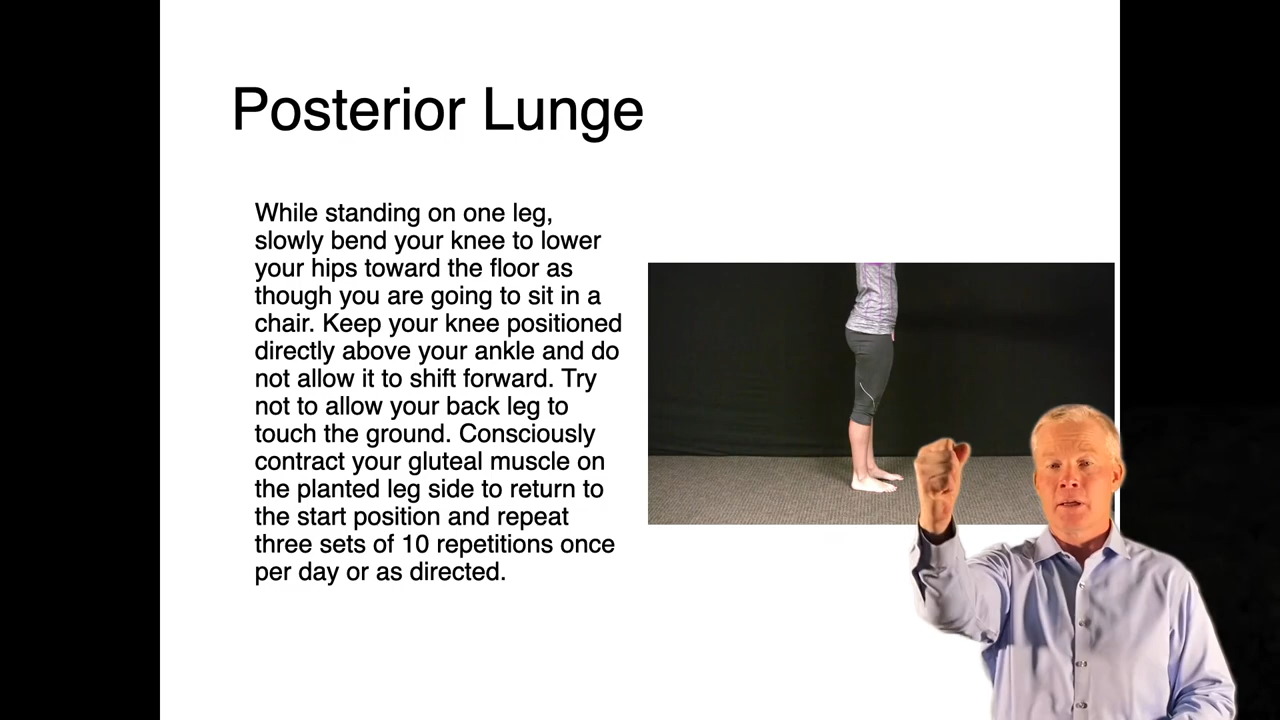 Posterior Lunge
While standing on one leg,
slowly bend your knee to lower
your hips toward the floor as
though you are going to sit in a
chair. Keep your knee positioned
directly above your ankle and do
not allow it to shift forward. Try
not to allow your back leg to
touch the ground. Consciously
contract your gluteal muscle on
the planted leg side to return to
the start position and repeat
three sets of 10 repetitions once
per day or as directed.